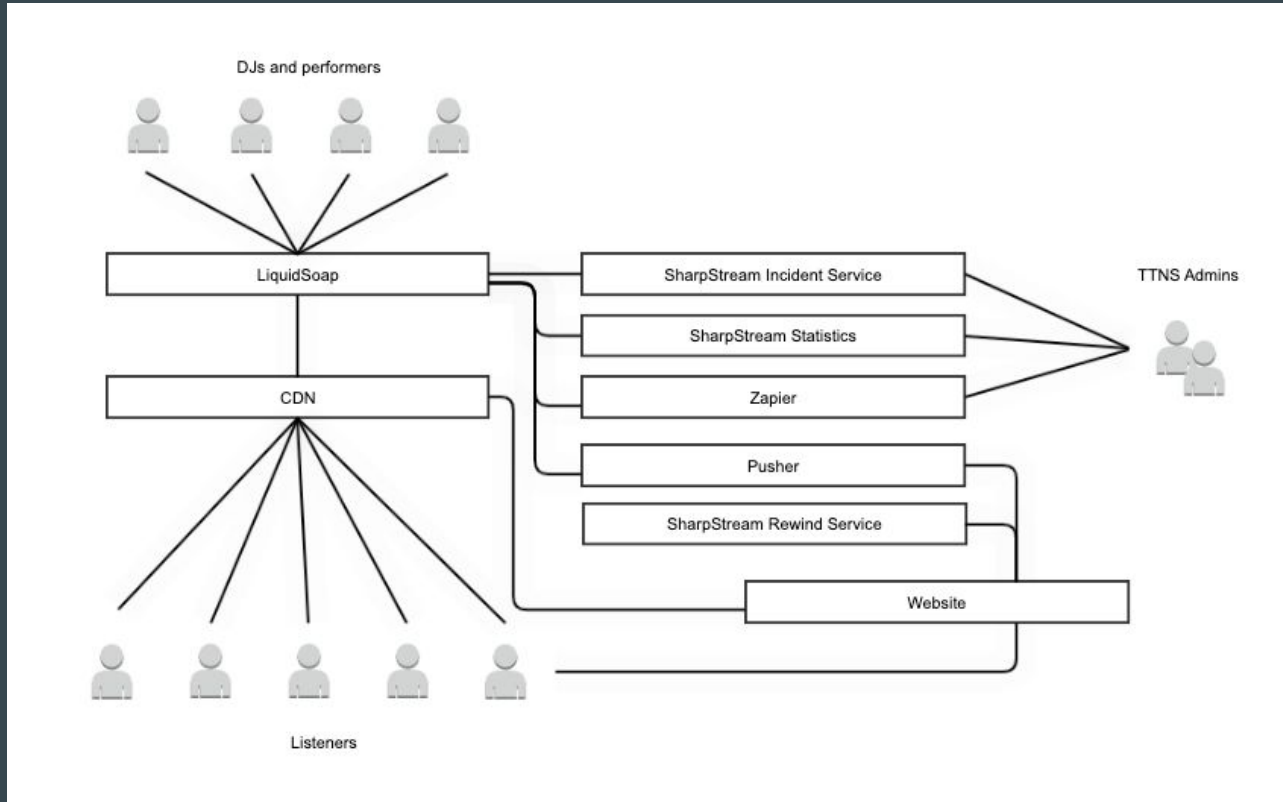 DJs and performers
LiquidSoap
SharpStream Incident Service
TTNS Admins
SharpStream Statistics
CDN
Zapier
Pusher
SharpStream Rewind Service
Website
Listeners